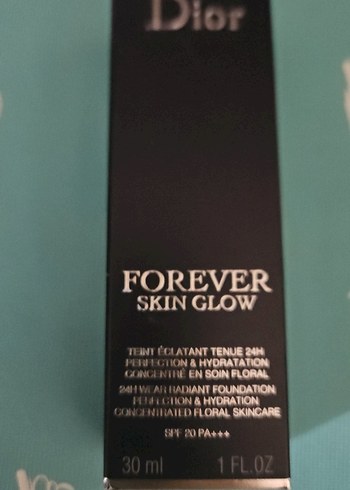 Dior
FOREVER
SKIN GLOW
TEINT ÉCLATANT TENUE 24H
PERFECTION & HYDRATATION
CONCENTRÉ EN SOIN FLORAL
24H WEAR RADIANT FOUNDATION
PERFECTION & HYDRATION
CONCENTRATED FLORAL SKINCARE
SPF 20 PA+++
30 ml 1 FL.OZ